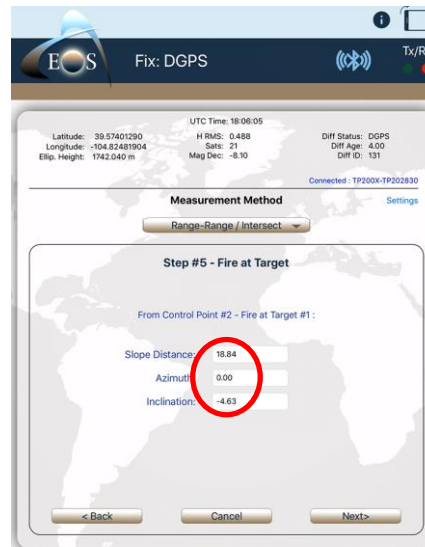 EOS
Fix: DGPS
Tx/R
UTC Time: 18:06:05
Latitude: 39.57401290
H RMS: 0.488
Diff Status: DGPS
Longitude: -104.82481904
Sats: 21
Diff Age: 4.00
Ellip. Height: 1742.040 m
Mag Dec: -8.10
Diff ID: 131
Connected : TP200X-TP202830
Measurement Method
Settings
Range-Range / Intersect
Step #5 - Fire at Target
From Control Point #2 - Fire at Target #1 :
Slope Distance: 18.84
Azimuth: 0.00
Inclination: -4.63
< Back
Cancel
Next>